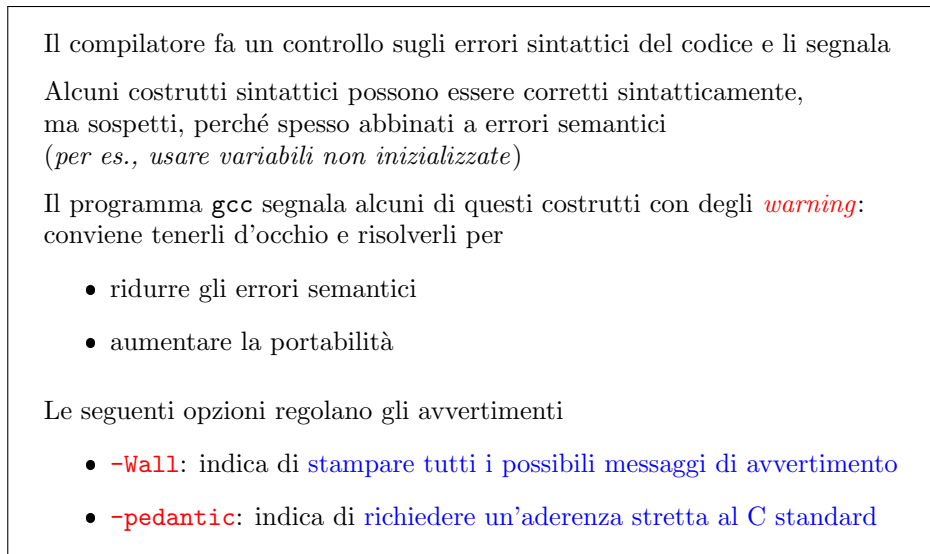 Il compilatore fa un controllo sugli errori sintattici del codice e li segnala
Alcuni costrutti sintattici possono essere corretti sintatticamente,
ma sospetti, perché spesso abbinati a errori semantici
(per es., usare variabili non inizializzate)
Il programma gcc segnala alcuni di questi costrutti con degli warning:
conviene tenerli d'occhio e risolverli per
• ridurre gli errori semantici
• aumentare la portabilità
Le seguenti opzioni regolano gli avvertimenti
• -Wall: indica di stampare tutti i possibili messaggi di avvertimento
• -pedantic: indica di richiedere un'aderenza stretta al C standard